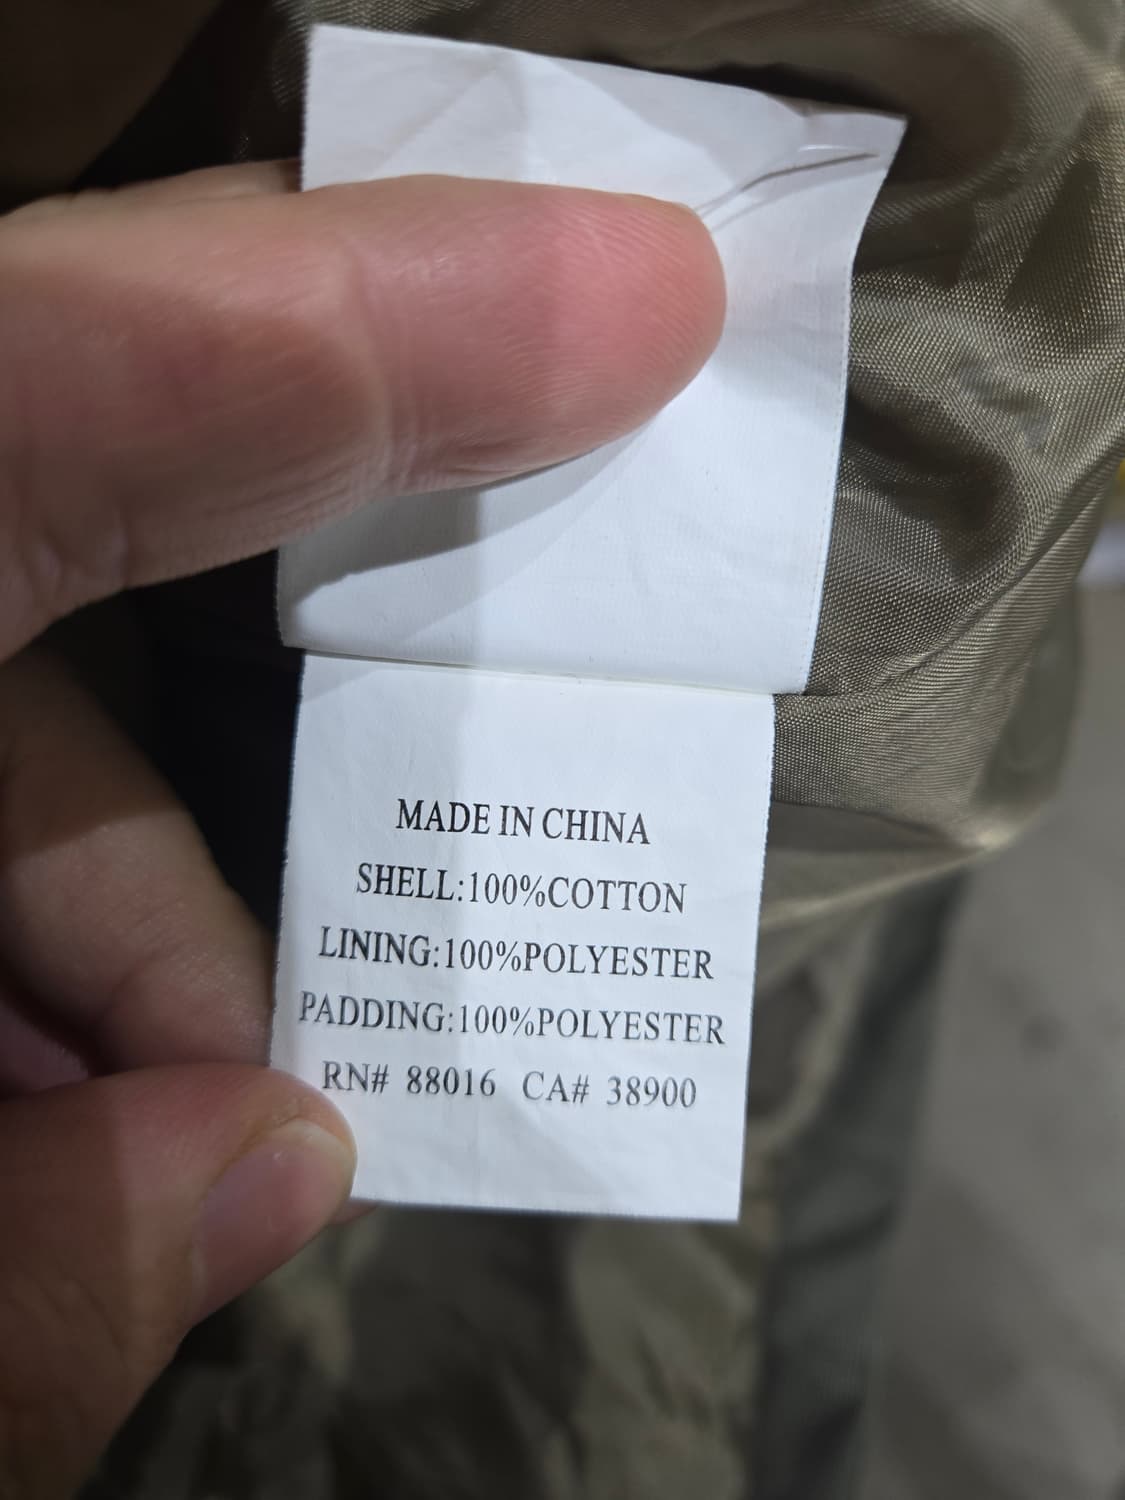 MADE IN CHINA
SHELL:100%COTTON
LINING:100%POLYESTER
PADDING:100%POLYESTER
RN# 88016 CA# 38900